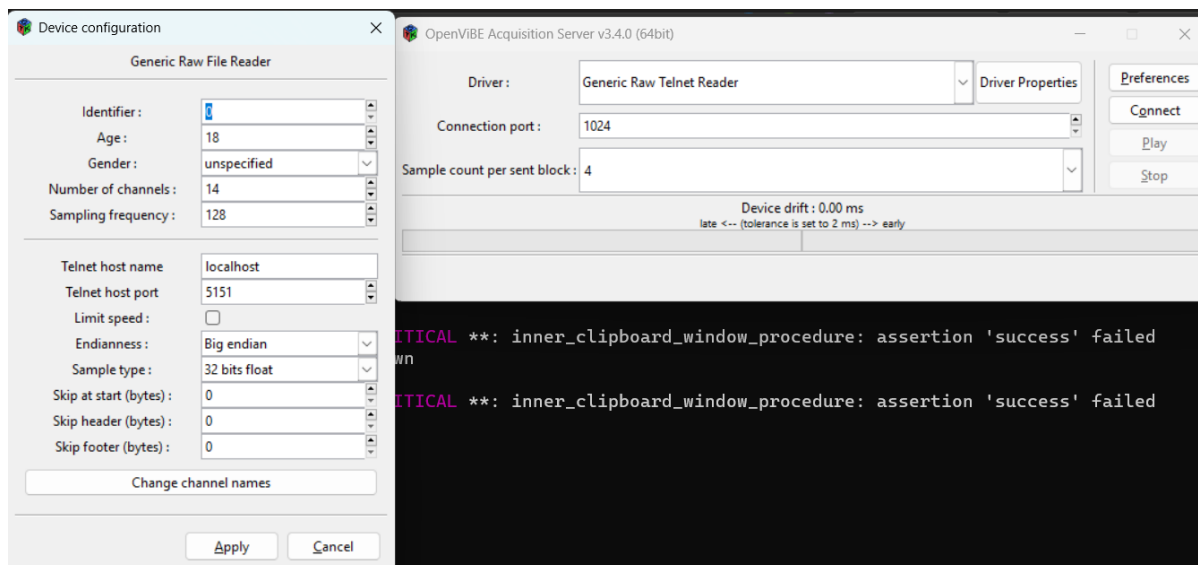 Device configuration
Generic Raw File Reader
Identifier : 0
Age : 18
Gender : unspecified
Number of channels : 14
Sampling frequency : 128
Telnet host name localhost
Telnet host port 5151
Limit speed :
Endianness : Big endian
Sample type : 32 bits float
Skip at start (bytes) : 0
Skip header (bytes) : 0
Skip footer (bytes) : 0
Change channel names
Apply Cancel
OpenViBE Acquisition Server v3.4.0 (64bit)
Driver : Generic Raw Telnet Reader Driver Properties
Connection port : 1024
Sample count per sent block : 4
Preferences
Connect
Play
Stop
Device drift : 0.00 ms
late <-- (tolerance is set to 2 ms) --> early
ITICAL **: inner_clipboard_window_procedure: assertion 'success' failed
wn
ITICAL **: inner_clipboard_window_procedure: assertion 'success' failed